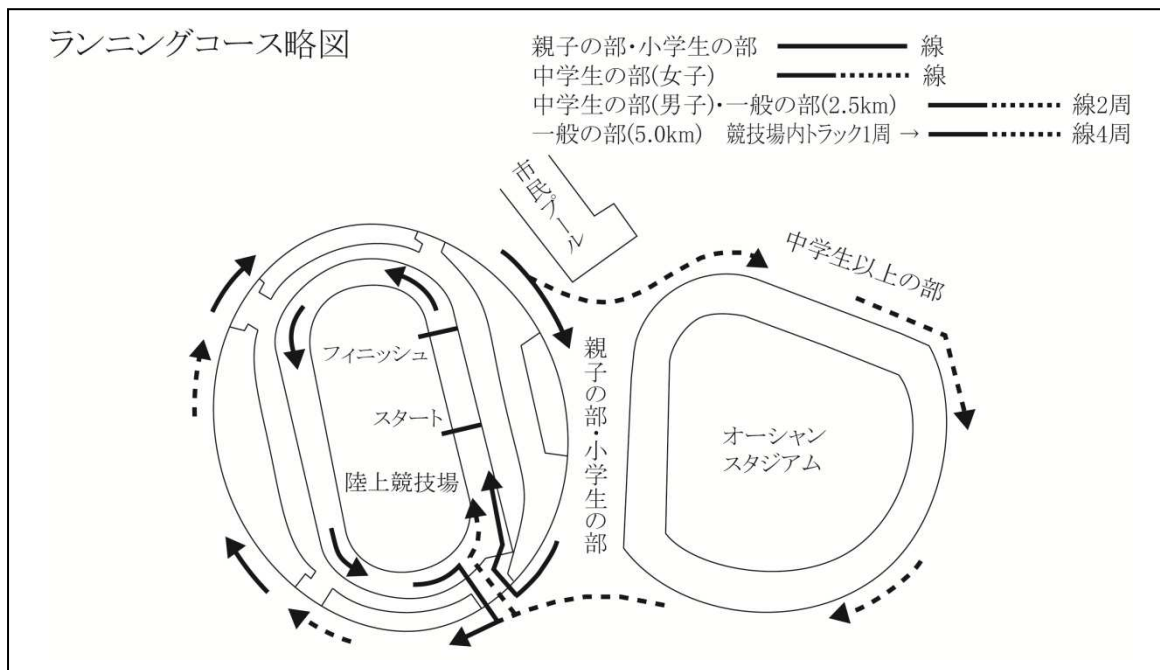 ランニングコース略図
親子の部・小学生の部 線
中学生の部(女子) 線
中学生の部(男子)・一般の部(2.5km) 線2周
一般の部(5.0km) 競技場内トラック1周 → 線4周
市民プール
中学生以上の部
フィニッシュ
スタート
陸上競技場
親子の部・小学生の部
オーシャン
スタジアム